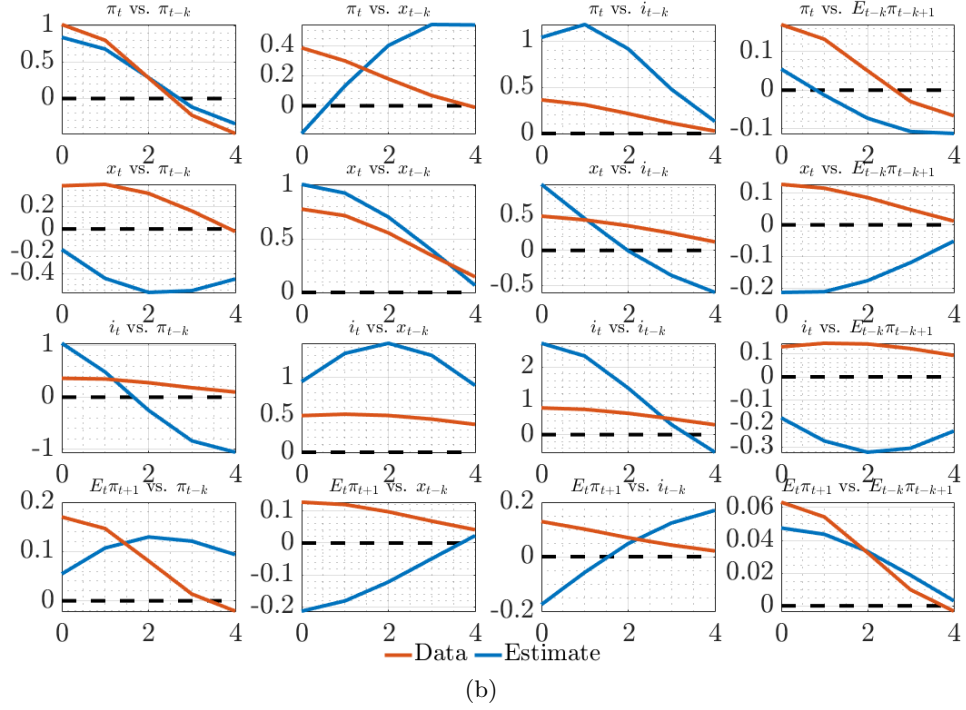 π_t vs. π_{t−k}
π_t vs. x_{t−k}
π_t vs. i_{t−k}
π_t vs. E_{t−k}π_{t−k+1}
1
0.5
0
0 2 4
0.4
0.2
0
0 2 4
1
0.5
0
0 2 4
0.1
0
-0.1
0 2 4
x_t vs. π_{t−k}
x_t vs. x_{t−k}
x_t vs. i_{t−k}
x_t vs. E_{t−k}π_{t−k+1}
0.2
0
-0.2
-0.4
0 2 4
1
0.5
0
0 2 4
0.5
0
-0.5
0 2 4
0.1
0
-0.1
-0.2
0 2 4
i_t vs. π_{t−k}
i_t vs. x_{t−k}
i_t vs. i_{t−k}
i_t vs. E_{t−k}π_{t−k+1}
1
0
-1
0 2 4
1
0.5
0
0 2 4
2
1
0
0 2 4
0.1
0
-0.1
-0.2
-0.3
0 2 4
E_tπ_{t+1} vs. π_{t−k}
E_tπ_{t+1} vs. x_{t−k}
E_tπ_{t+1} vs. i_{t−k}
E_tπ_{t+1} vs. E_{t−k}π_{t−k+1}
0.2
0.1
0
0 2 4
0.1
0
-0.1
-0.2
0 2 4
0.2
0
-0.2
0 2 4
0.06
0.04
0.02
0
0 2 4
Data Estimate
(b)